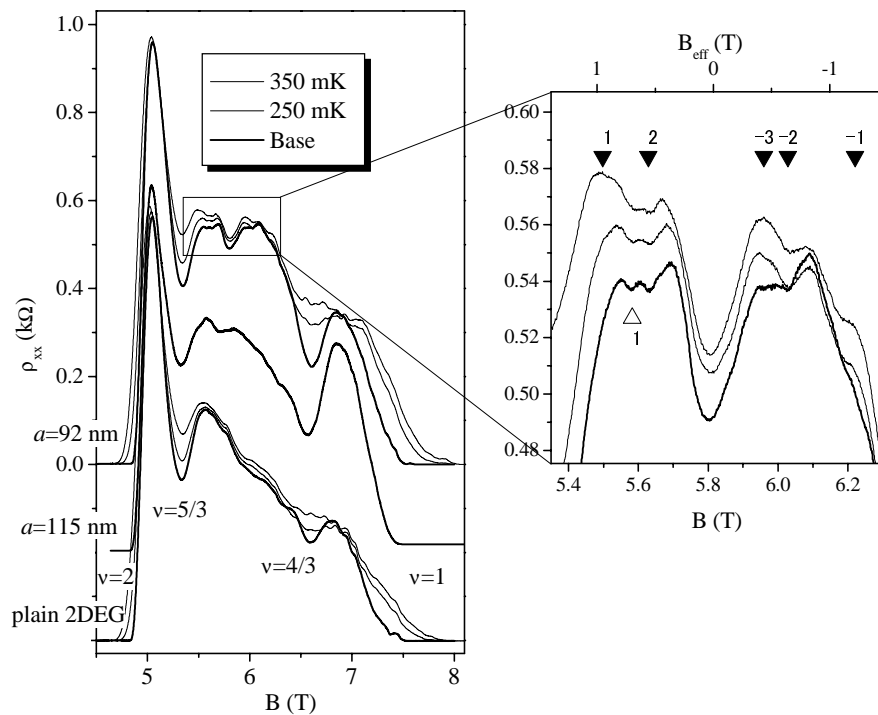 1.0
0.8
0.6
0.4
0.2
0.0
ρxx (kΩ)
350 mK
250 mK
Base
a=92 nm
a=115 nm
plain 2DEG
ν=2
ν=5/3
ν=4/3
ν=1
5 6 7 8
B (T)
Beff (T)
1 0 -1
0.60
0.58
0.56
0.54
0.52
0.50
0.48
1 2 −3 −2 −1
1
5.4 5.6 5.8 6.0 6.2
B (T)